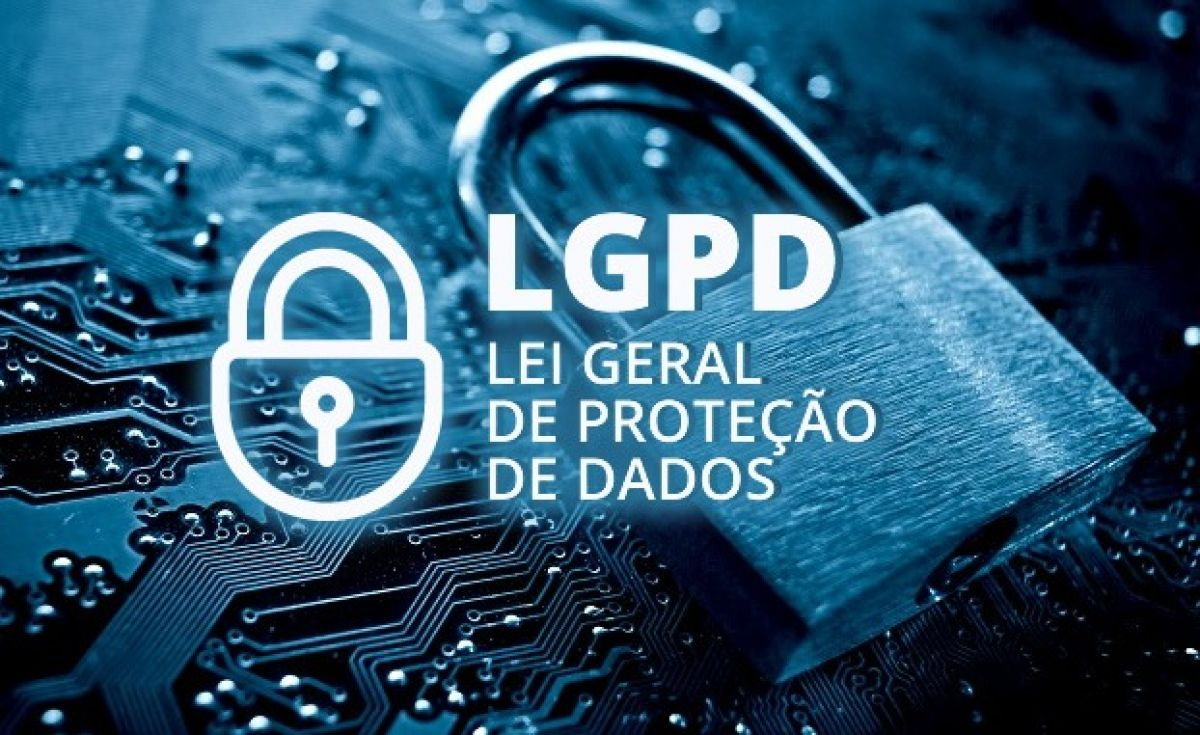 LGPD
LEI GERAL
DE PROTEÇÃO
DE DADOS